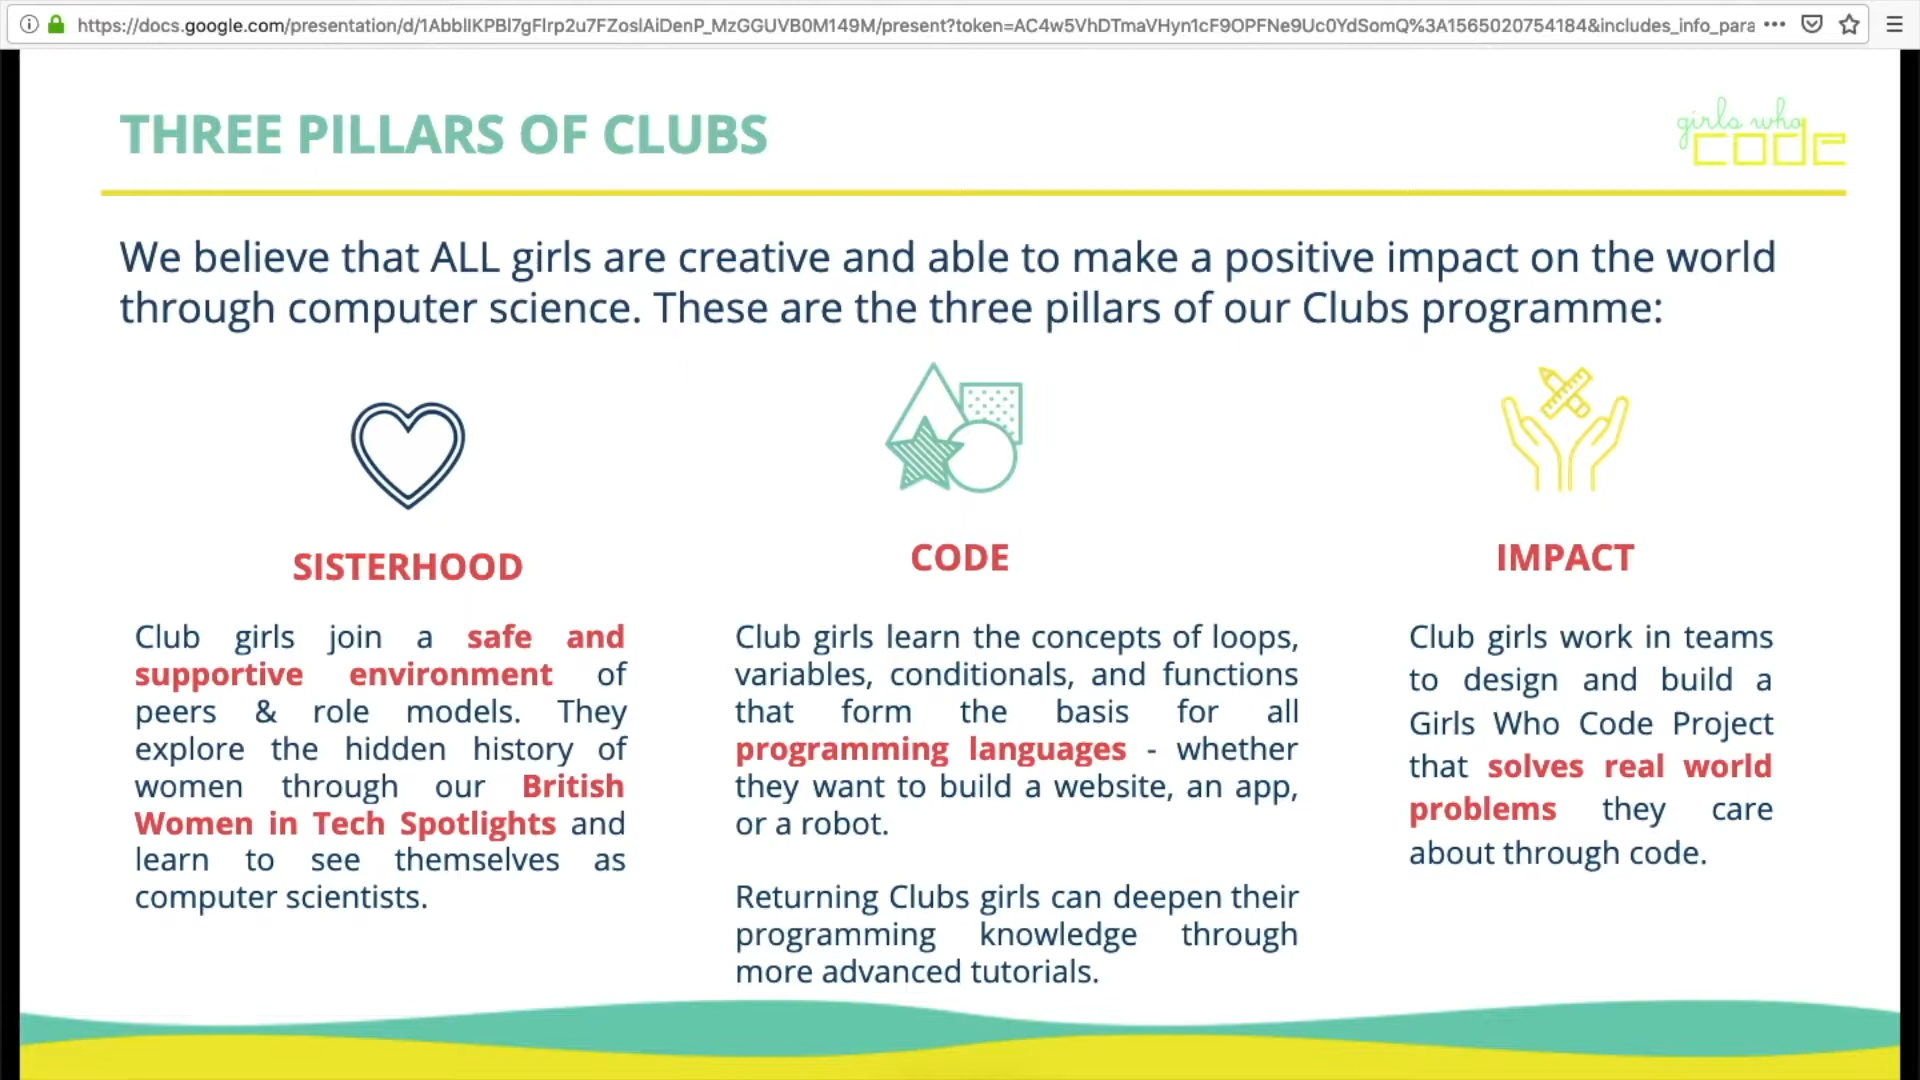 https://docs.google.com/presentation/d/1AbbIlKPBl7gFlrp2u7FZoslAiDenP_MzGGUVB0M149M/present?token=AC4w5VhDTmaVHyn1cF9OPFNe9Uc0YdSomQ%3A1565020754184&includes_info_para
THREE PILLARS OF CLUBS
girls who
code
We believe that ALL girls are creative and able to make a positive impact on the world
through computer science. These are the three pillars of our Clubs programme:
SISTERHOOD
Club girls join a safe and
supportive environment of
peers & role models. They
explore the hidden history of
women through our British
Women in Tech Spotlights and
learn to see themselves as
computer scientists.
CODE
Club girls learn the concepts of loops,
variables, conditionals, and functions
that form the basis for all
programming languages - whether
they want to build a website, an app,
or a robot.
Returning Clubs girls can deepen their
programming knowledge through
more advanced tutorials.
IMPACT
Club girls work in teams
to design and build a
Girls Who Code Project
that solves real world
problems they care
about through code.